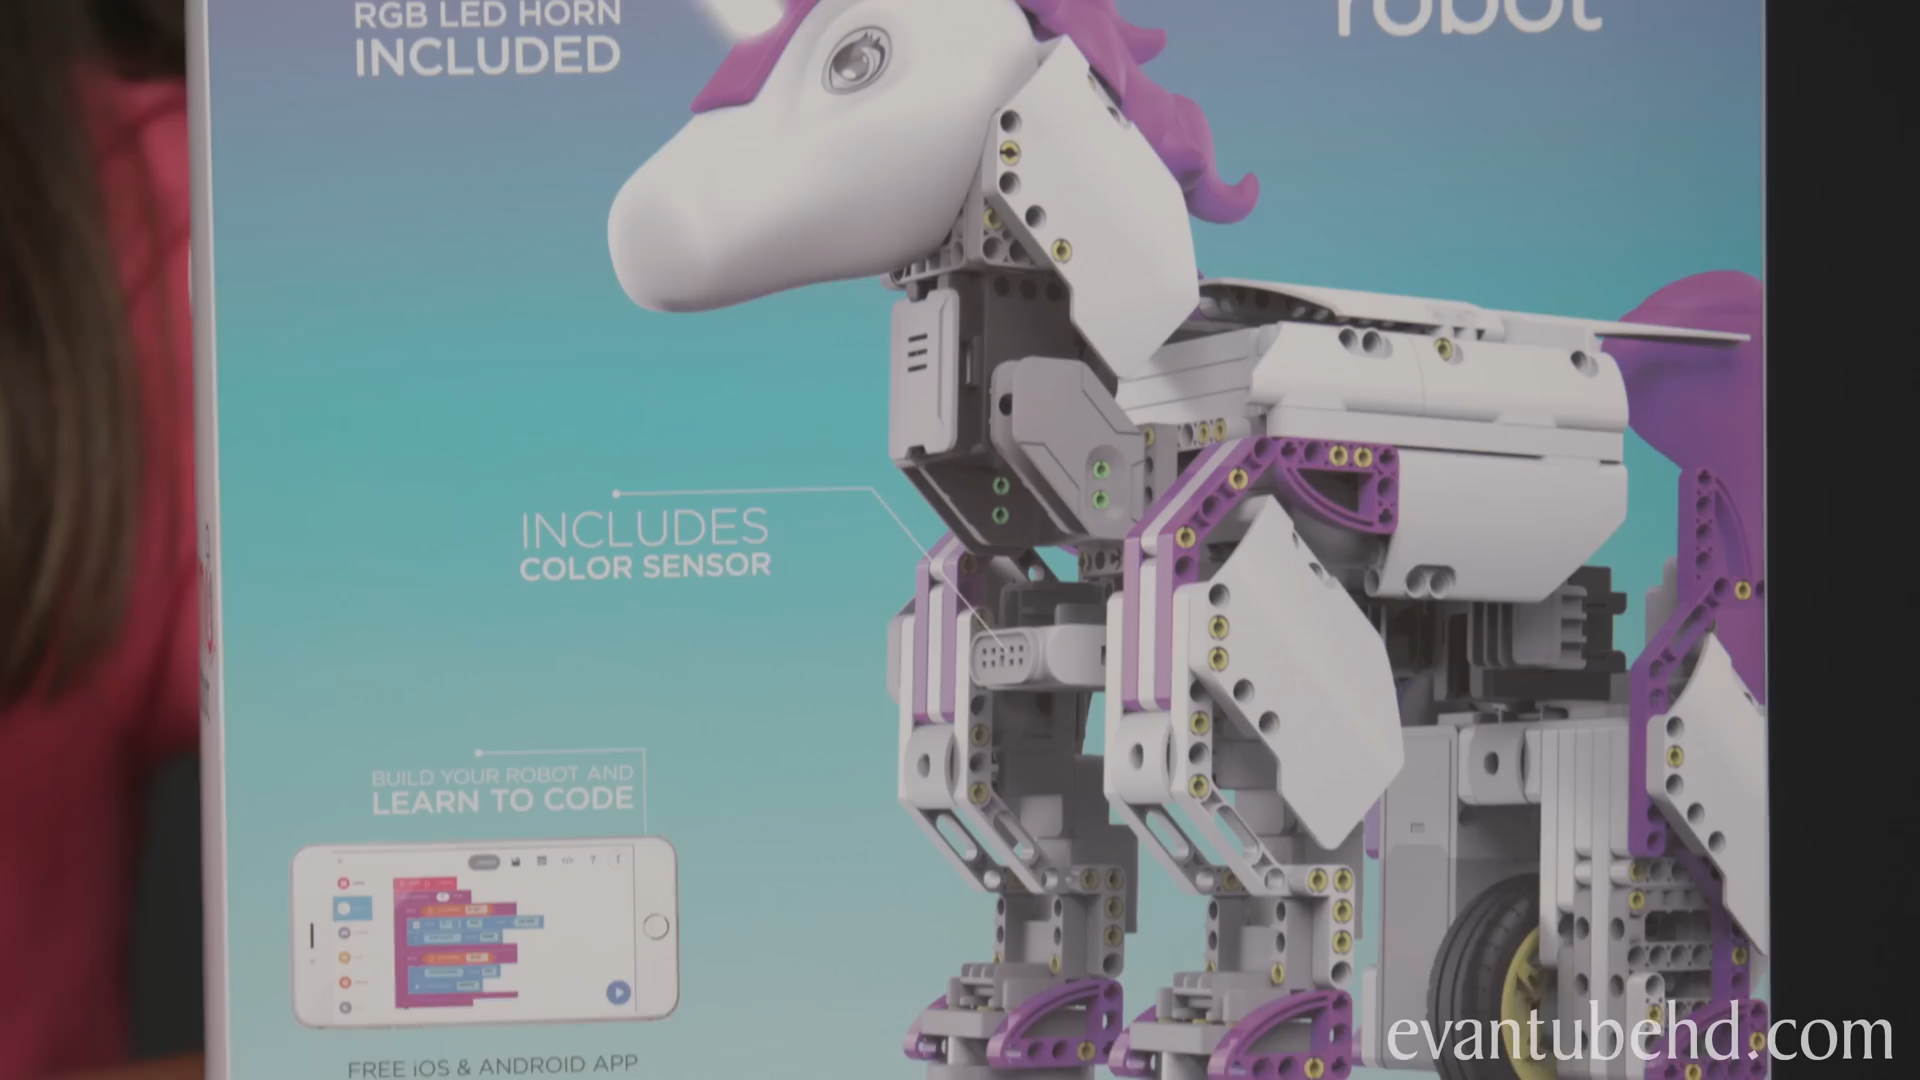 RGB LED HORN
INCLUDED
robot
INCLUDES
COLOR SENSOR
BUILD YOUR ROBOT AND
LEARN TO CODE
FREE iOS & ANDROID APP
evantubehd.com